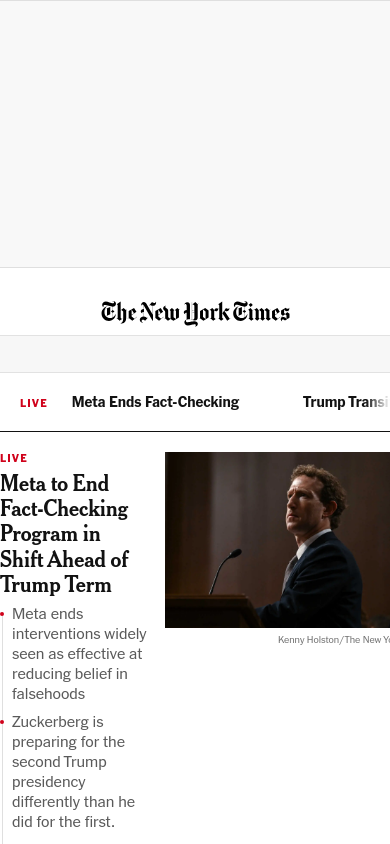 The New York Times
LIVE Meta Ends Fact-Checking Trump Transi
LIVE
Meta to End
Fact-Checking
Program in
Shift Ahead of
Trump Term
Meta ends
interventions widely
seen as effective at
reducing belief in
falsehoods
Zuckerberg is
preparing for the
second Trump
presidency
differently than he
did for the first.
Kenny Holston/The New Yo